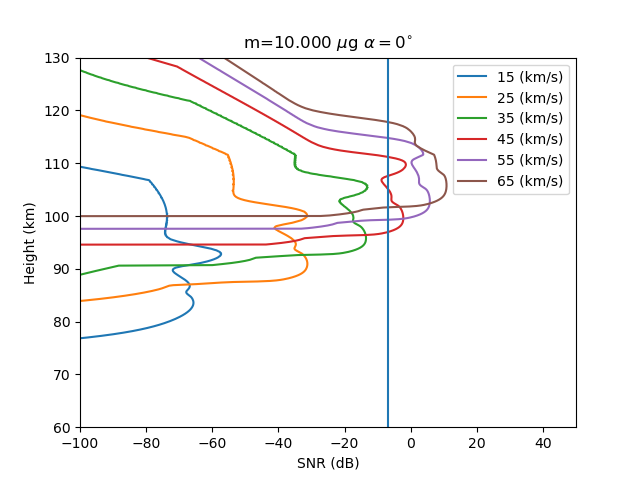 m=10.000 μg α = 0°
130
120
110
100
90
80
70
60
Height (km)
15 (km/s)
25 (km/s)
35 (km/s)
45 (km/s)
55 (km/s)
65 (km/s)
−100 −80 −60 −40 −20 0 20 40
SNR (dB)